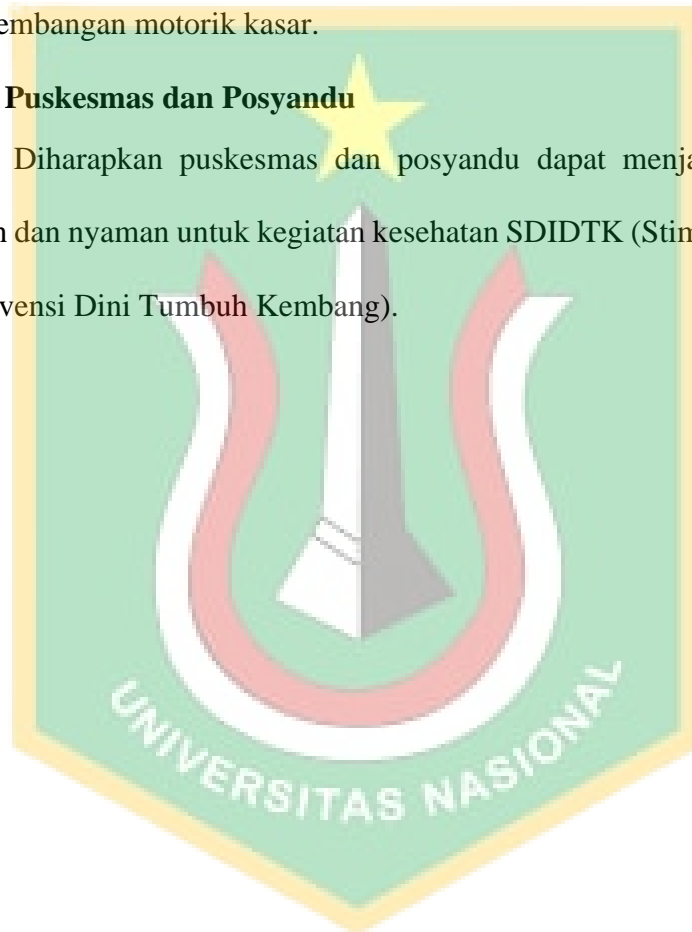 embangan motorik kasar.
Puskesmas dan Posyandu
Diharapkan puskesmas dan posyandu dapat menja
dan nyaman untuk kegiatan kesehatan SDIDTK (Stim
vensi Dini Tumbuh Kembang).
UNIVERSITAS NASIONAL